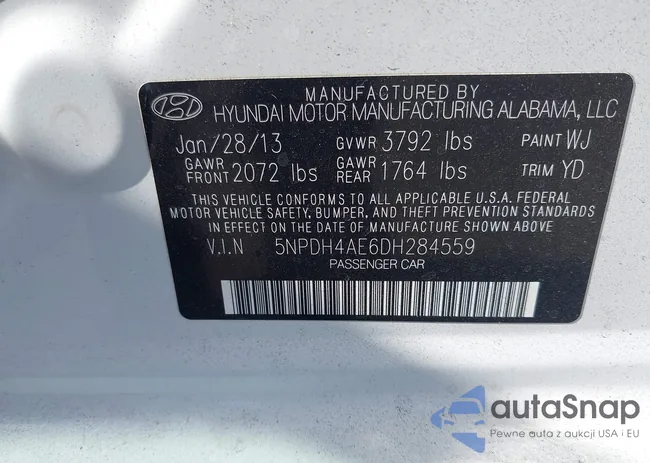 MANUFACTURED BY
HYUNDAI MOTOR MANUFACTURING ALABAMA, LLC
Jan/28/13 GVWR 3792 lbs PAINT WJ
GAWR FRONT 2072 lbs GAWR REAR 1764 lbs TRIM YD
THIS VEHICLE CONFORMS TO ALL APPLICABLE U.S.A. FEDERAL
MOTOR VEHICLE SAFETY, BUMPER, AND THEFT PREVENTION STANDARDS
IN EFFECT ON THE DATE OF MANUFACTURE SHOWN ABOVE.
V.I.N 5NPDH4AE6DH284559
PASSENGER CAR
autaSnap
Pewne auta z aukcji USA i EU